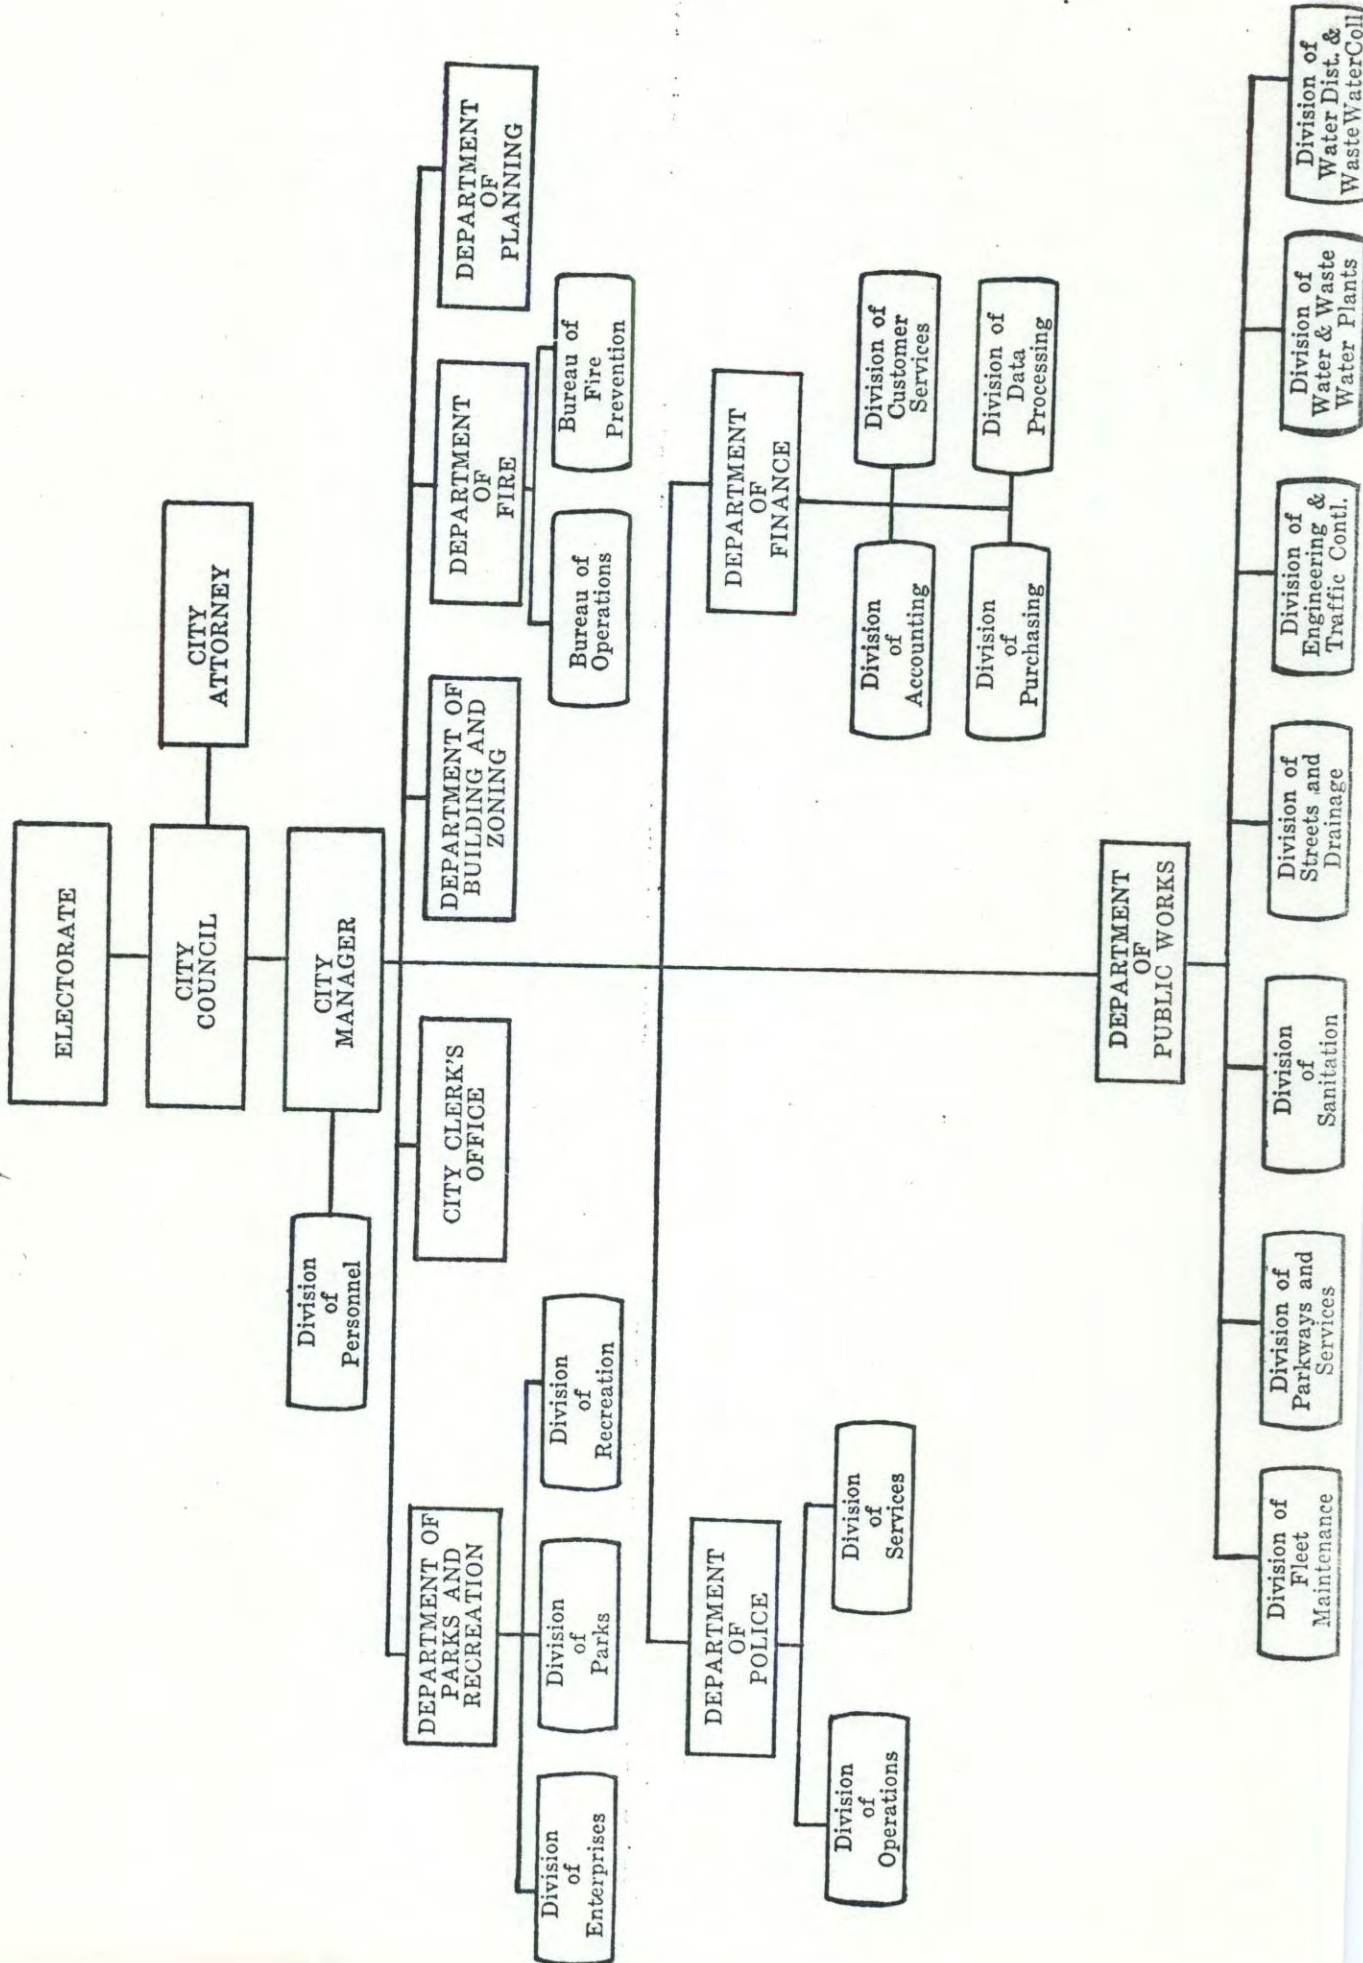 ELECTORATE
CITY
COUNCIL
CITY
ATTORNEY
CITY
MANAGER
Division
of
Personnel
DEPARTMENT OF
PARKS AND
RECREATION
CITY CLERK'S
OFFICE
DEPARTMENT OF
BUILDING AND
ZONING
DEPARTMENT
OF
FIRE
DEPARTMENT
OF
PLANNING
Division
of
Enterprises
Division
of
Parks
Division
of
Recreation
Bureau of
Operations
Bureau of
Fire
Prevention
DEPARTMENT
OF
POLICE
DEPARTMENT
OF
FINANCE
Division
of
Operations
Division
of
Services
Division
of
Accounting
Division of
Customer
Services
Division
of
Purchasing
Division of
Data
Processing
DEPARTMENT
OF
PUBLIC WORKS
Division of
Fleet
Maintenance
Division of
Parkways and
Services
Division
of
Sanitation
Division of
Streets and
Drainage
Division of
Engineering &
Traffic Contl.
Division of
Water & Waste
Water Plants
Division of
Water Dist. &
WasteWaterColl